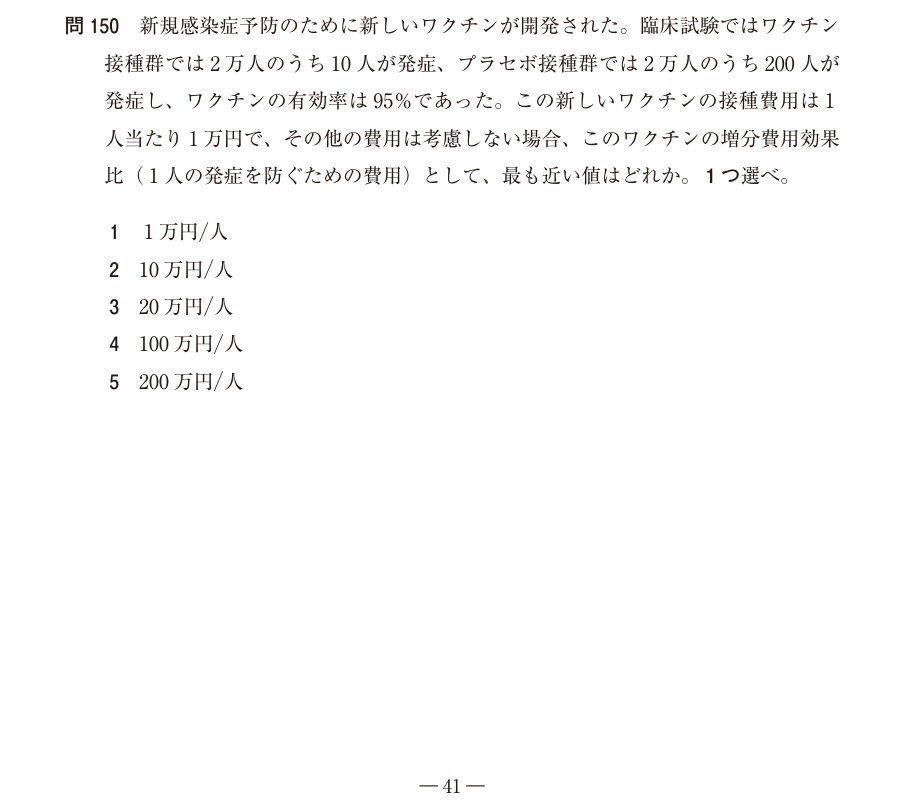 問 150　新規感染症予防のために新しいワクチンが開発された。臨床試験ではワクチン
接種群では２万人のうち 10 人が発症、プラセボ接種群では２万人のうち 200 人が
発症し、ワクチンの有効率は 95％であった。この新しいワクチンの接種費用は１
人当たり１万円で、その他の費用は考慮しない場合、このワクチンの増分費用効果
比（１人の発症を防ぐための費用）として、最も近い値はどれか。１つ選べ。
1　１万円/人
2　10 万円/人
3　20 万円/人
4　100 万円/人
5　200 万円/人
— 41 —